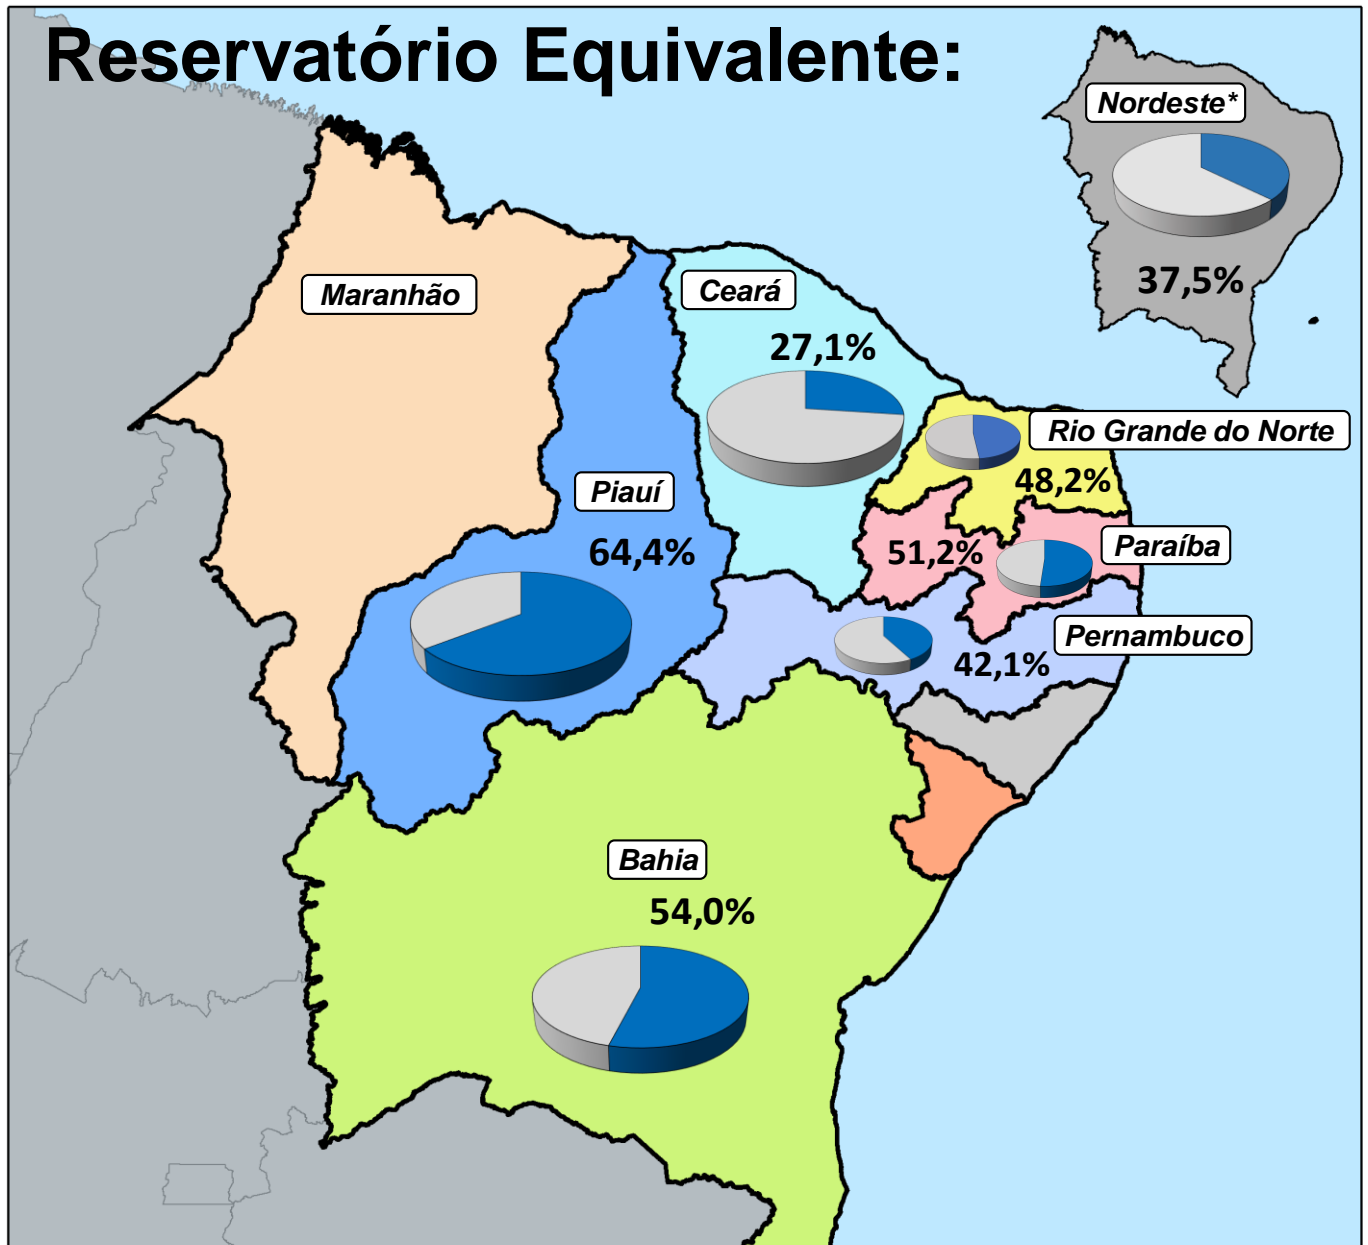 Reservatório Equivalente:
Nordeste*
37,5%
Maranhão
Ceará
27,1%
Rio Grande do Norte
48,2%
Piauí
64,4%
Paraíba
51,2%
Pernambuco
42,1%
Bahia
54,0%